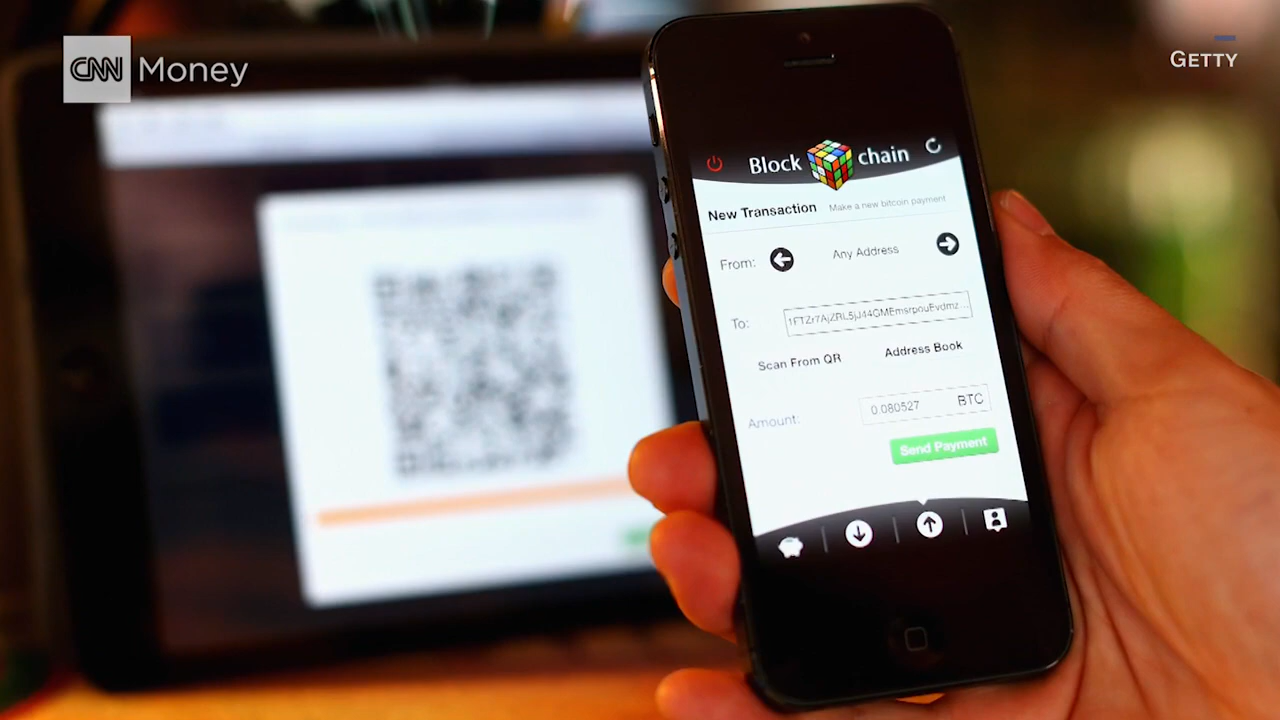 CNN Money
GETTY
Block chain
New Transaction Make a new bitcoin payment
From: Any Address
To: 1FTZr7AjZRL5jJ44GMEmsrpouEvdmz...
Scan From QR Address Book
Amount: 0.080527 BTC
Send Payment